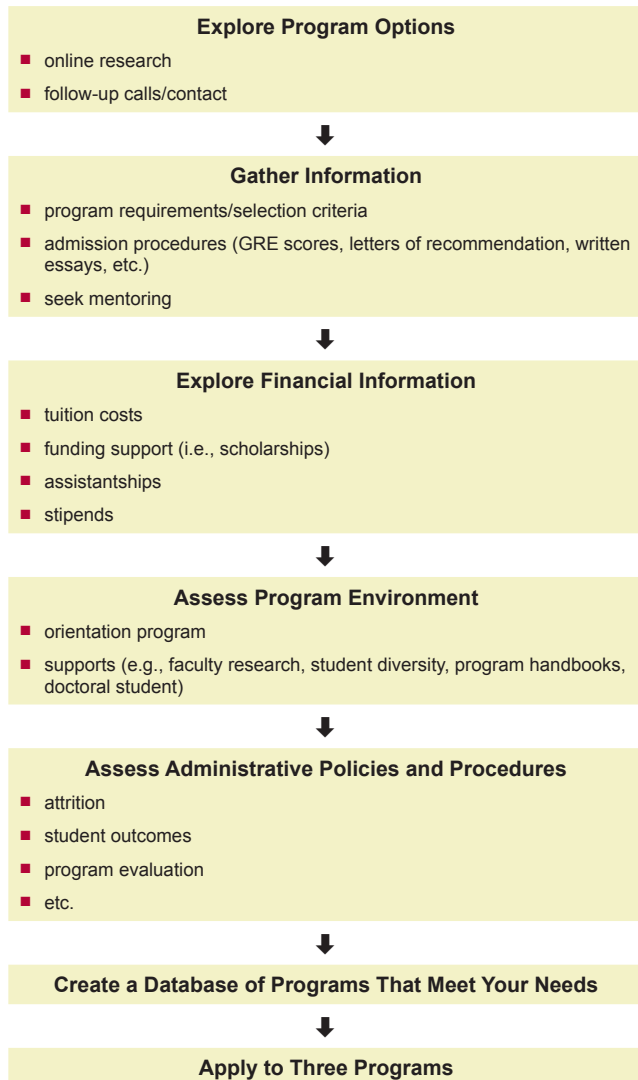 Explore Program Options
online research
follow-up calls/contact
Gather Information
program requirements/selection criteria
admission procedures (GRE scores, letters of recommendation, written
essays, etc.)
seek mentoring
Explore Financial Information
tuition costs
funding support (i.e., scholarships)
assistantships
stipends
Assess Program Environment
orientation program
supports (e.g., faculty research, student diversity, program handbooks,
doctoral student)
Assess Administrative Policies and Procedures
attrition
student outcomes
program evaluation
etc.
Create a Database of Programs That Meet Your Needs
Apply to Three Programs